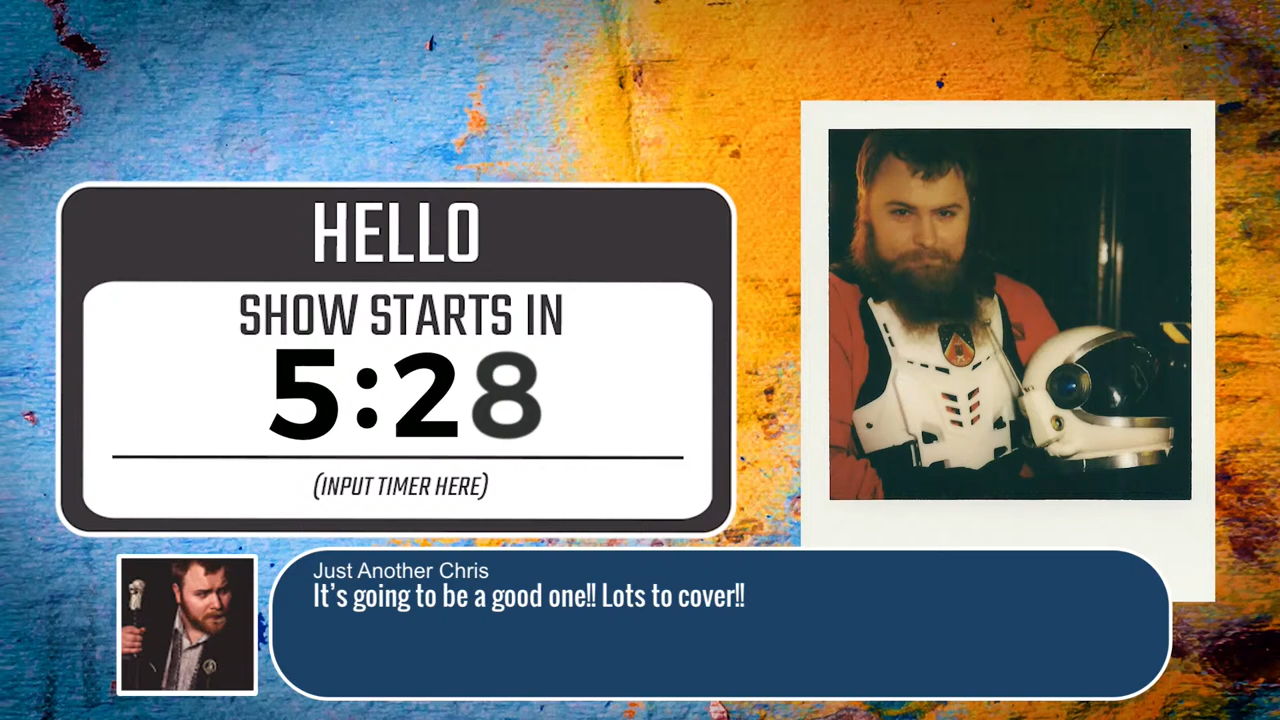 HELLO
SHOW STARTS IN
5:28
(INPUT TIMER HERE)
Just Another Chris
It's going to be a good one!! Lots to cover!!